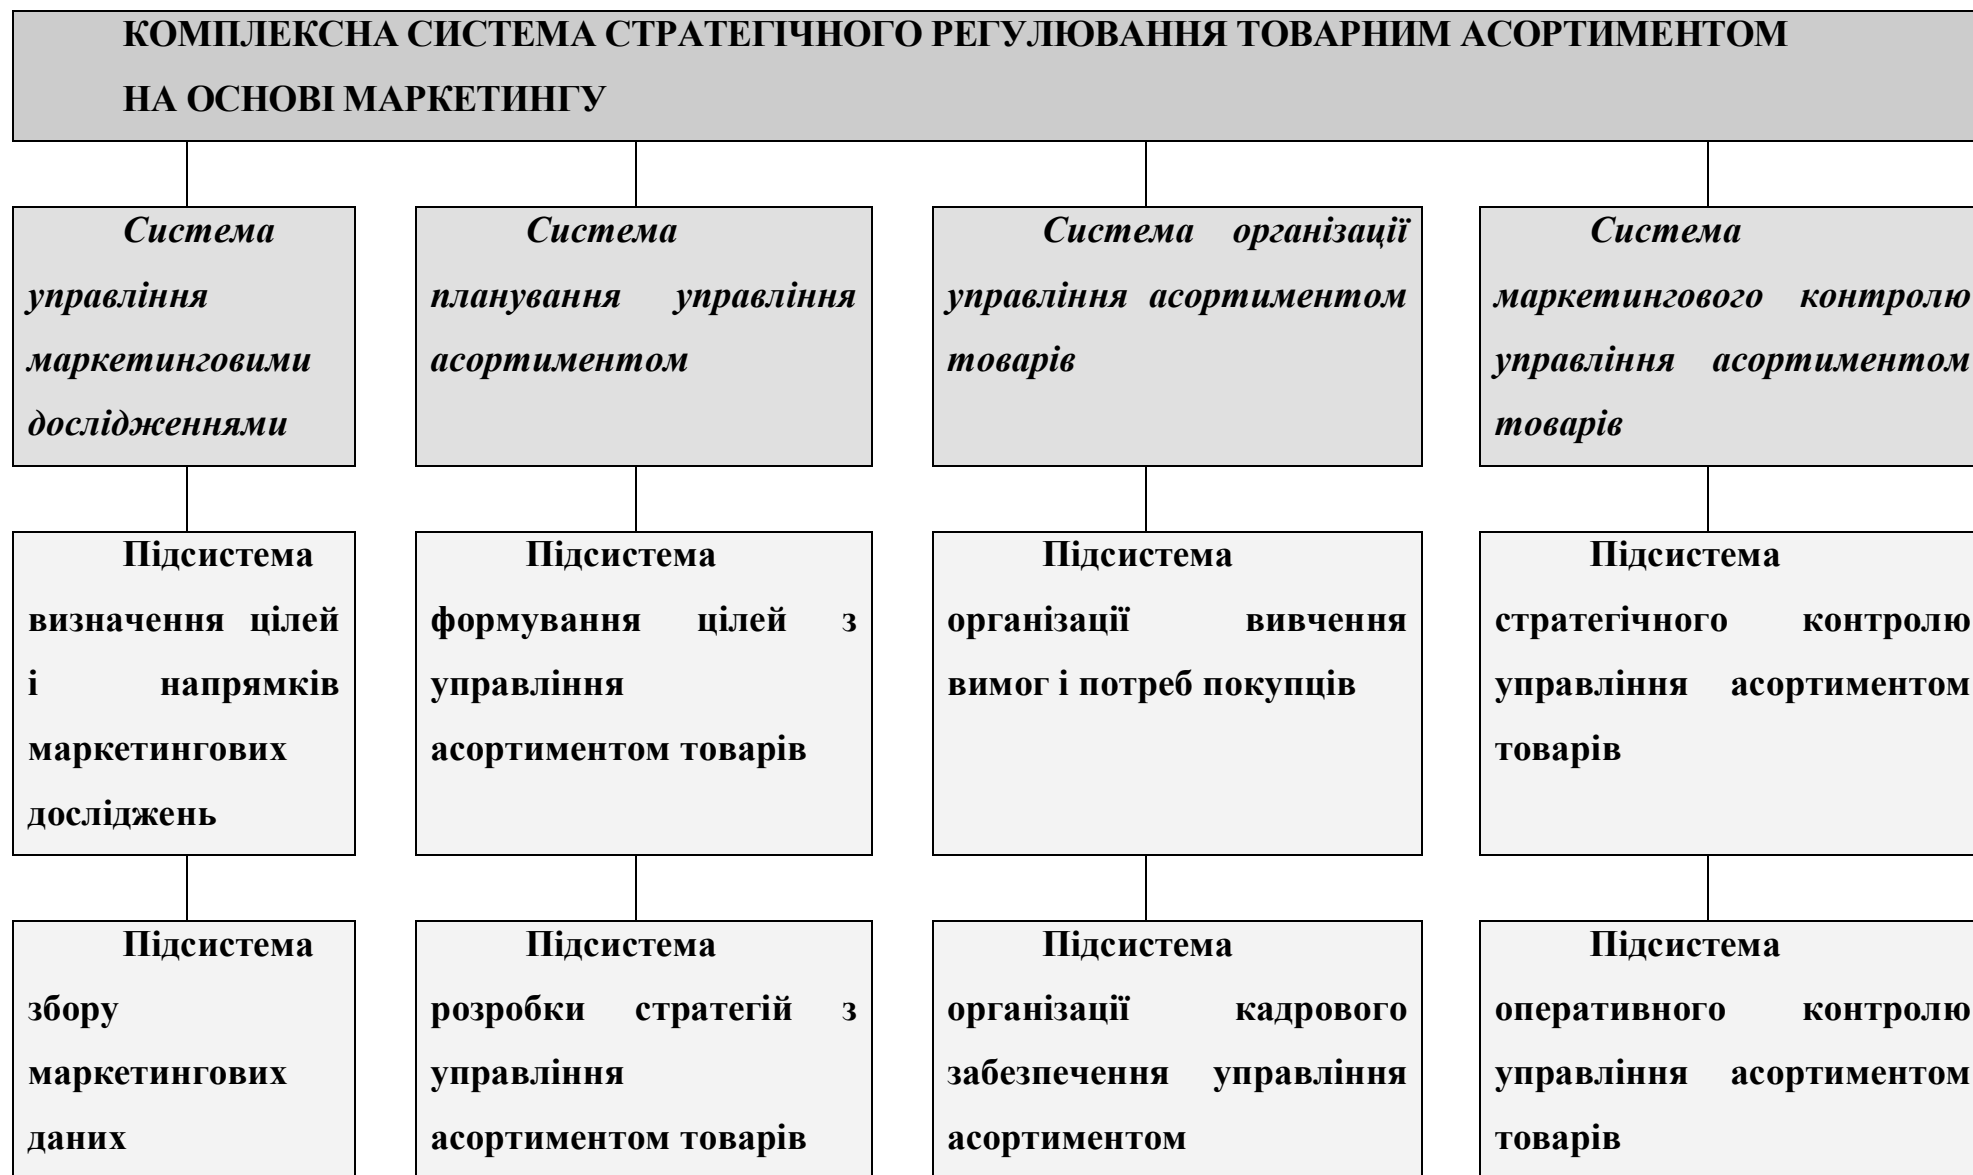 КОМПЛЕКСНА СИСТЕМА СТРАТЕГІЧНОГО РЕГУЛЮВАННЯ ТОВАРНИМ АСОРТИМЕНТОМ
НА ОСНОВІ МАРКЕТИНГУ
Система
управління
маркетинговими
дослідженнями
Система
планування управління
асортиментом
Система організації
управління асортиментом
товарів
Система
маркетингового контролю
управління асортиментом
товарів
Підсистема
визначення цілей
і напрямків
маркетингових
досліджень
Підсистема
формування цілей з
управління
асортиментом товарів
Підсистема
організації вивчення
вимог і потреб покупців
Підсистема
стратегічного контролю
управління асортиментом
товарів
Підсистема
збору
маркетингових
даних
Підсистема
розробки стратегій з
управління
асортиментом товарів
Підсистема
організації кадрового
забезпечення управління
асортиментом
Підсистема
оперативного контролю
управління асортиментом
товарів